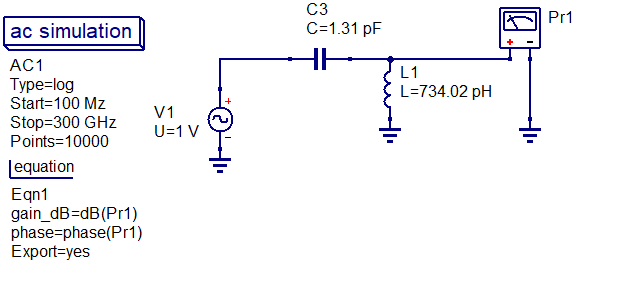 ac simulation
AC1
Type=log
Start=100 Mz
Stop=300 GHz
Points=10000
equation
Eqn1
gain_dB=dB(Pr1)
phase=phase(Pr1)
Export=yes
V1
U=1 V
+
-
C3
C=1.31 pF
L1
L=734.02 pH
Pr1
+ -